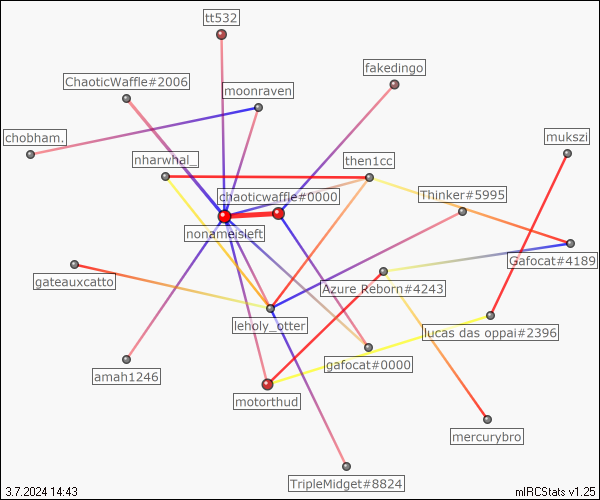 tt532
fakedingo
ChaoticWaffle#2006
moonraven
chobham.
mukszi
nharwhal_
then1cc
Thinker#5995
chaoticwaffle#0000
nonameisleft
Gafocat#4189
gateauxcatto
Azure Reborn#4243
leholy_otter
lucas das oppai#2396
gafocat#0000
amah1246
motorthud
mercurybro
TripleMidget#8824
3.7.2024 14:43
mIRCStats v1.25